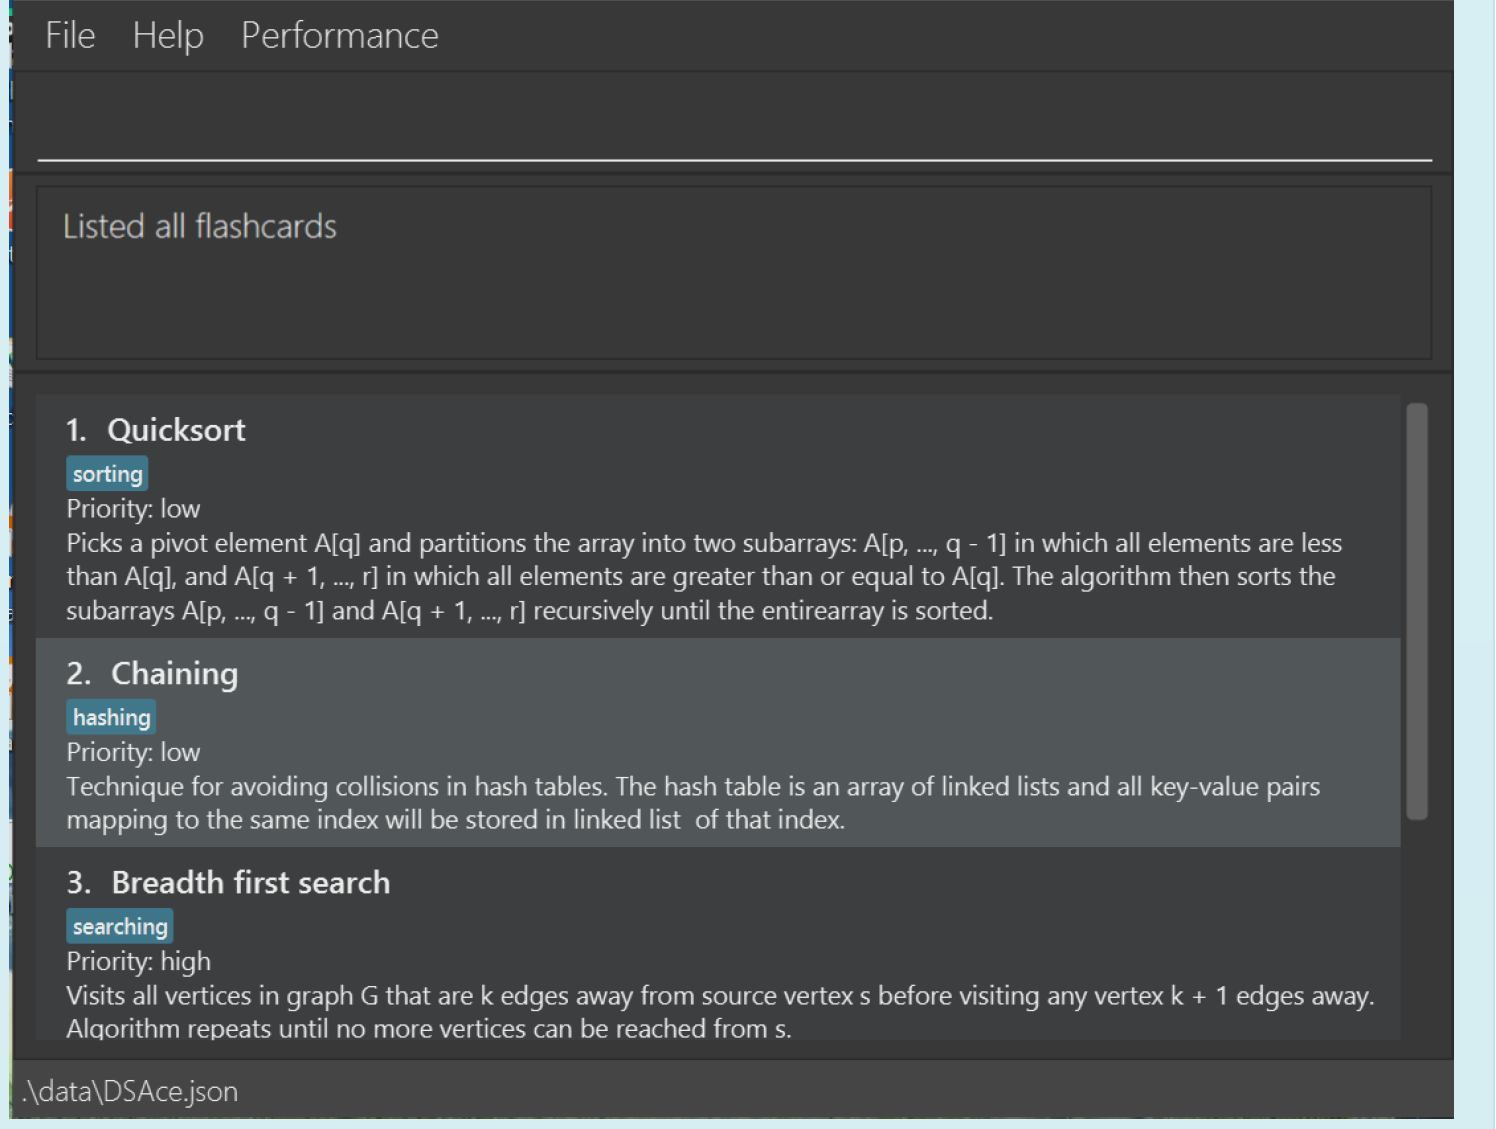 File Help Performance
Listed all flashcards
1. Quicksort
sorting
Priority: low
Picks a pivot element A[q] and partitions the array into two subarrays: A[p, ..., q - 1] in which all elements are less
than A[q], and A[q + 1, ..., r] in which all elements are greater than or equal to A[q]. The algorithm then sorts the
subarrays A[p, ..., q - 1] and A[q + 1, ..., r] recursively until the entirearray is sorted.
2. Chaining
hashing
Priority: low
Technique for avoiding collisions in hash tables. The hash table is an array of linked lists and all key-value pairs
mapping to the same index will be stored in linked list  of that index.
3. Breadth first search
searching
Priority: high
Visits all vertices in graph G that are k edges away from source vertex s before visiting any vertex k + 1 edges away.
Algorithm repeats until no more vertices can be reached from s.
.\data\DSAce.json